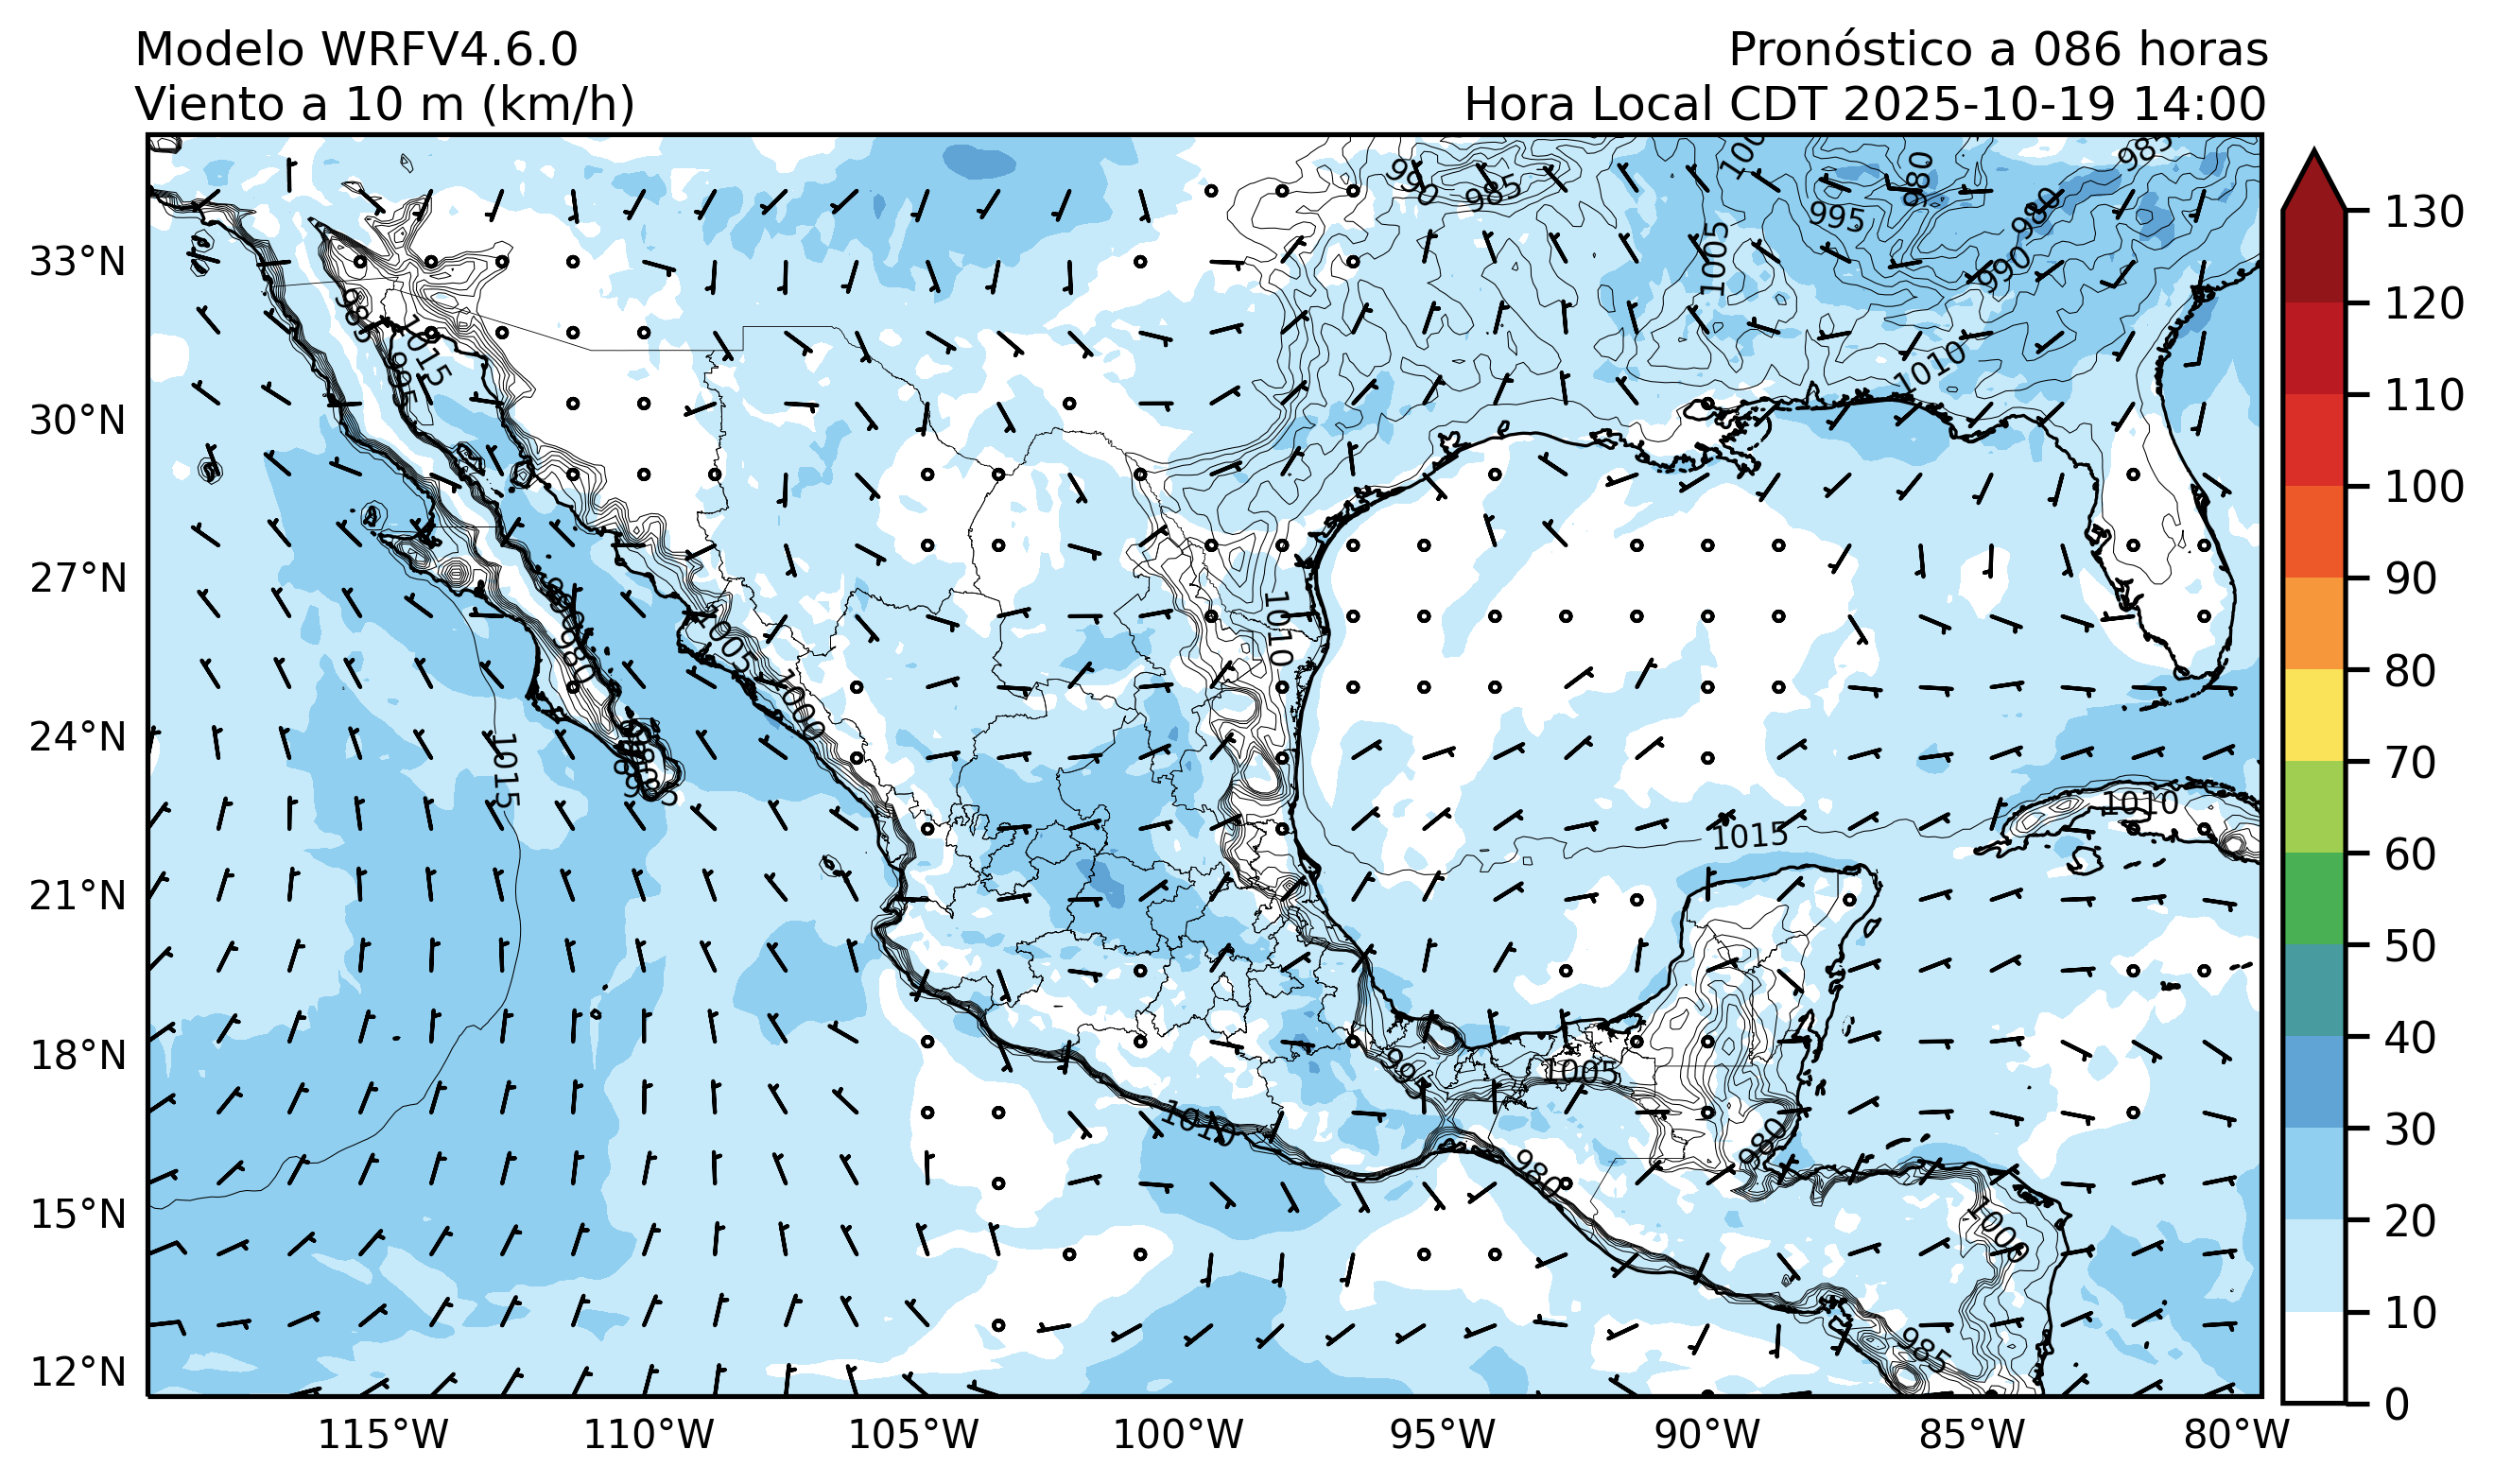 Modelo WRFV4.6.0
Pronóstico a 086 horas
Viento a 10 m (km/h)
Hora Local CDT 2025-10-19 14:00
990
985
980
985
995
980
1005
990
985
1015
995
1010
1010
1005
980
1000
1015
1010
1015
1005
1010
980
980
1000
985
33°N
30°N
27°N
24°N
21°N
18°N
15°N
12°N
115°W
110°W
105°W
100°W
95°W
90°W
85°W
80°W
130
120
110
100
90
80
70
60
50
40
30
20
10
0